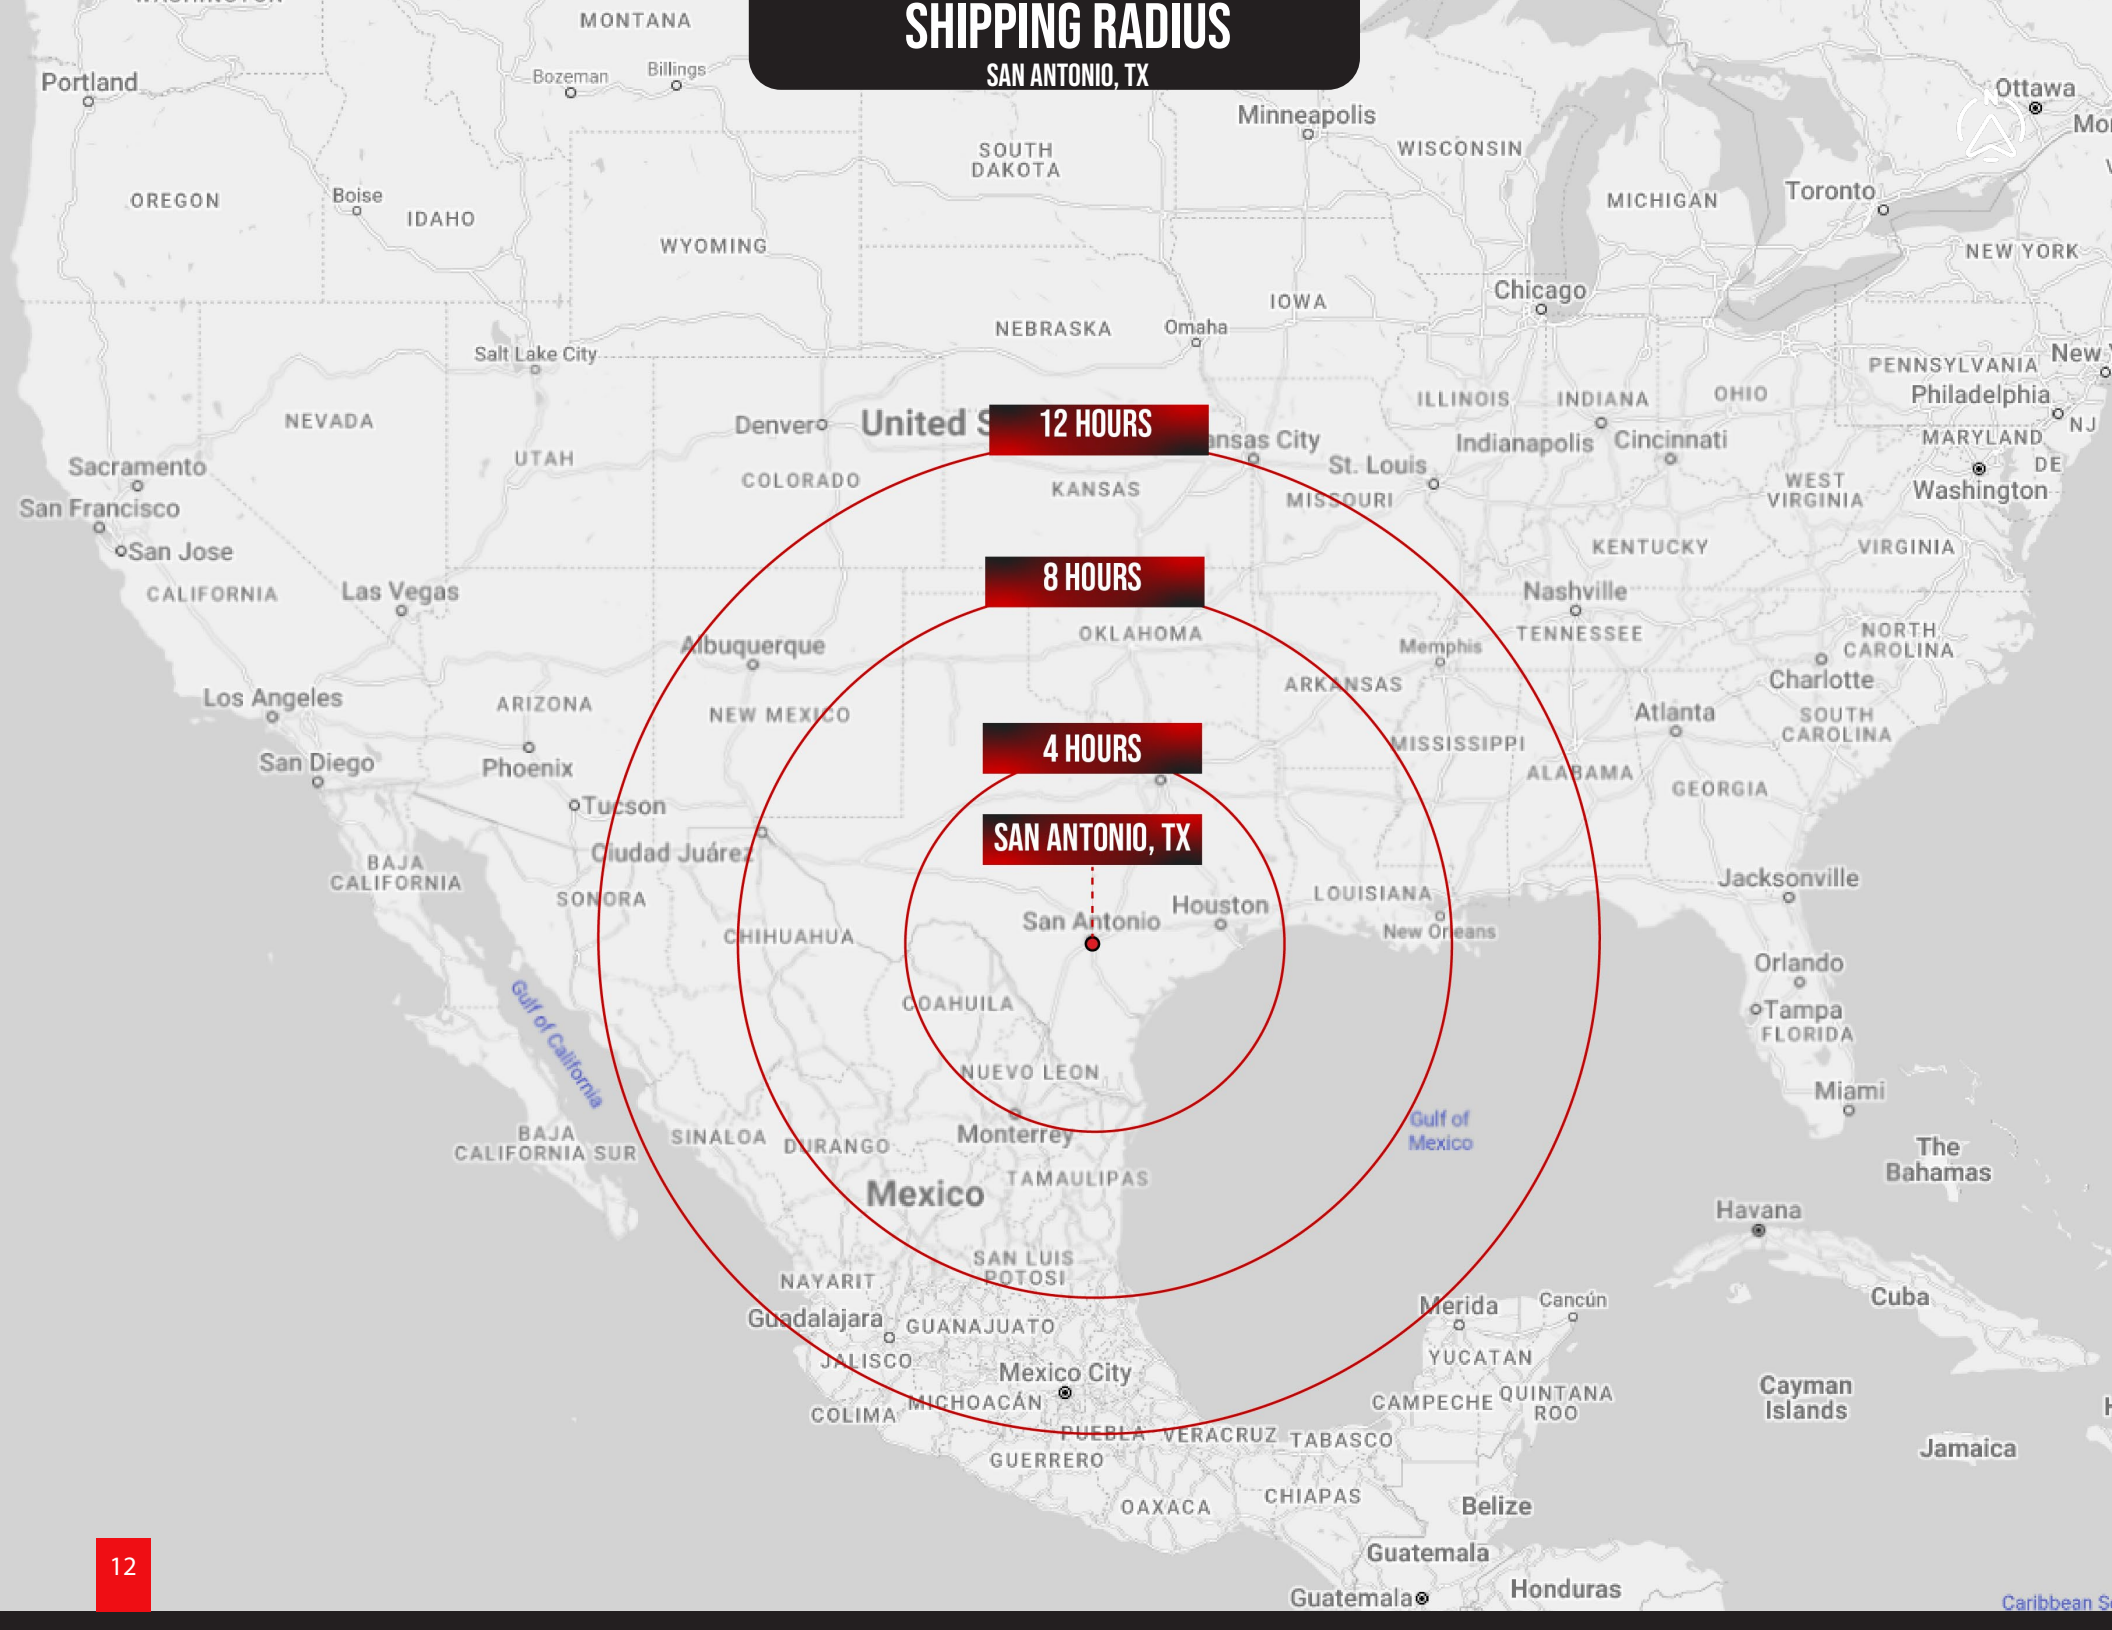 SHIPPING RADIUS
SAN ANTONIO, TX
MONTANA
Portland
Bozeman
Billings
Minneapolis
Ottawa
SOUTH
DAKOTA
WISCONSIN
OREGON
Boise
IDAHO
MICHIGAN
Toronto
WYOMING
NEW YORK
Chicago
IOWA
NEBRASKA
Omaha
Salt Lake City
PENNSYLVANIA
New
NEVADA
Denver
United S
12 HOURS
ansas City
ILLINOIS
INDIANA
OHIO
Philadelphia
NJ
UTAH
St. Louis
Indianapolis
Cincinnati
MARYLAND
DE
Sacramento
COLORADO
KANSAS
MISSOURI
WEST
VIRGINIA
Washington
San Francisco
San Jose
KENTUCKY
VIRGINIA
CALIFORNIA
Las Vegas
8 HOURS
Nashville
TENNESSEE
Albuquerque
OKLAHOMA
Memphis
NORTH
CAROLINA
Charlotte
Los Angeles
ARIZONA
NEW MEXICO
ARKANSAS
Atlanta
SOUTH
CAROLINA
San Diego
Phoenix
4 HOURS
MISSISSIPPI
ALABAMA
GEORGIA
Tucson
SAN ANTONIO, TX
Ciudad Juárez
BAJA
CALIFORNIA
SONORA
Houston
LOUISIANA
Jacksonville
San Antonio
New Orleans
CHIHUAHUA
Orlando
Gulf of California
COAHUILA
Tampa
FLORIDA
NUEVO LEON
Miami
Gulf of
Mexico
BAJA
CALIFORNIA SUR
SINALOA
DURANGO
Monterrey
The
Bahamas
Mexico
TAMAULIPAS
Havana
SAN LUIS
POTOSI
NAYARIT
Guadalajara
GUANAJUATO
Merida
Cancún
Cuba
JALISCO
Mexico City
YUCATAN
MICHOACÁN
COLIMA
CAMPECHE
QUINTANA
ROO
Cayman
Islands
PUEBLA
VERACRUZ
TABASCO
GUERRERO
Jamaica
OAXACA
CHIAPAS
Belize
Guatemala
12
Guatemala
Honduras
Caribbean S